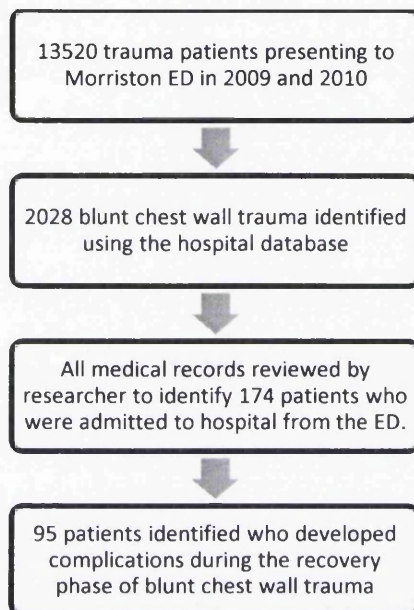 13520 trauma patients presenting to
Morriston ED in 2009 and 2010
2028 blunt chest wall trauma identified
using the hospital database
All medical records reviewed by
researcher to identify 174 patients who
were admitted to hospital from the ED.
95 patients identified who developed
complications during the recovery
phase of blunt chest wall trauma